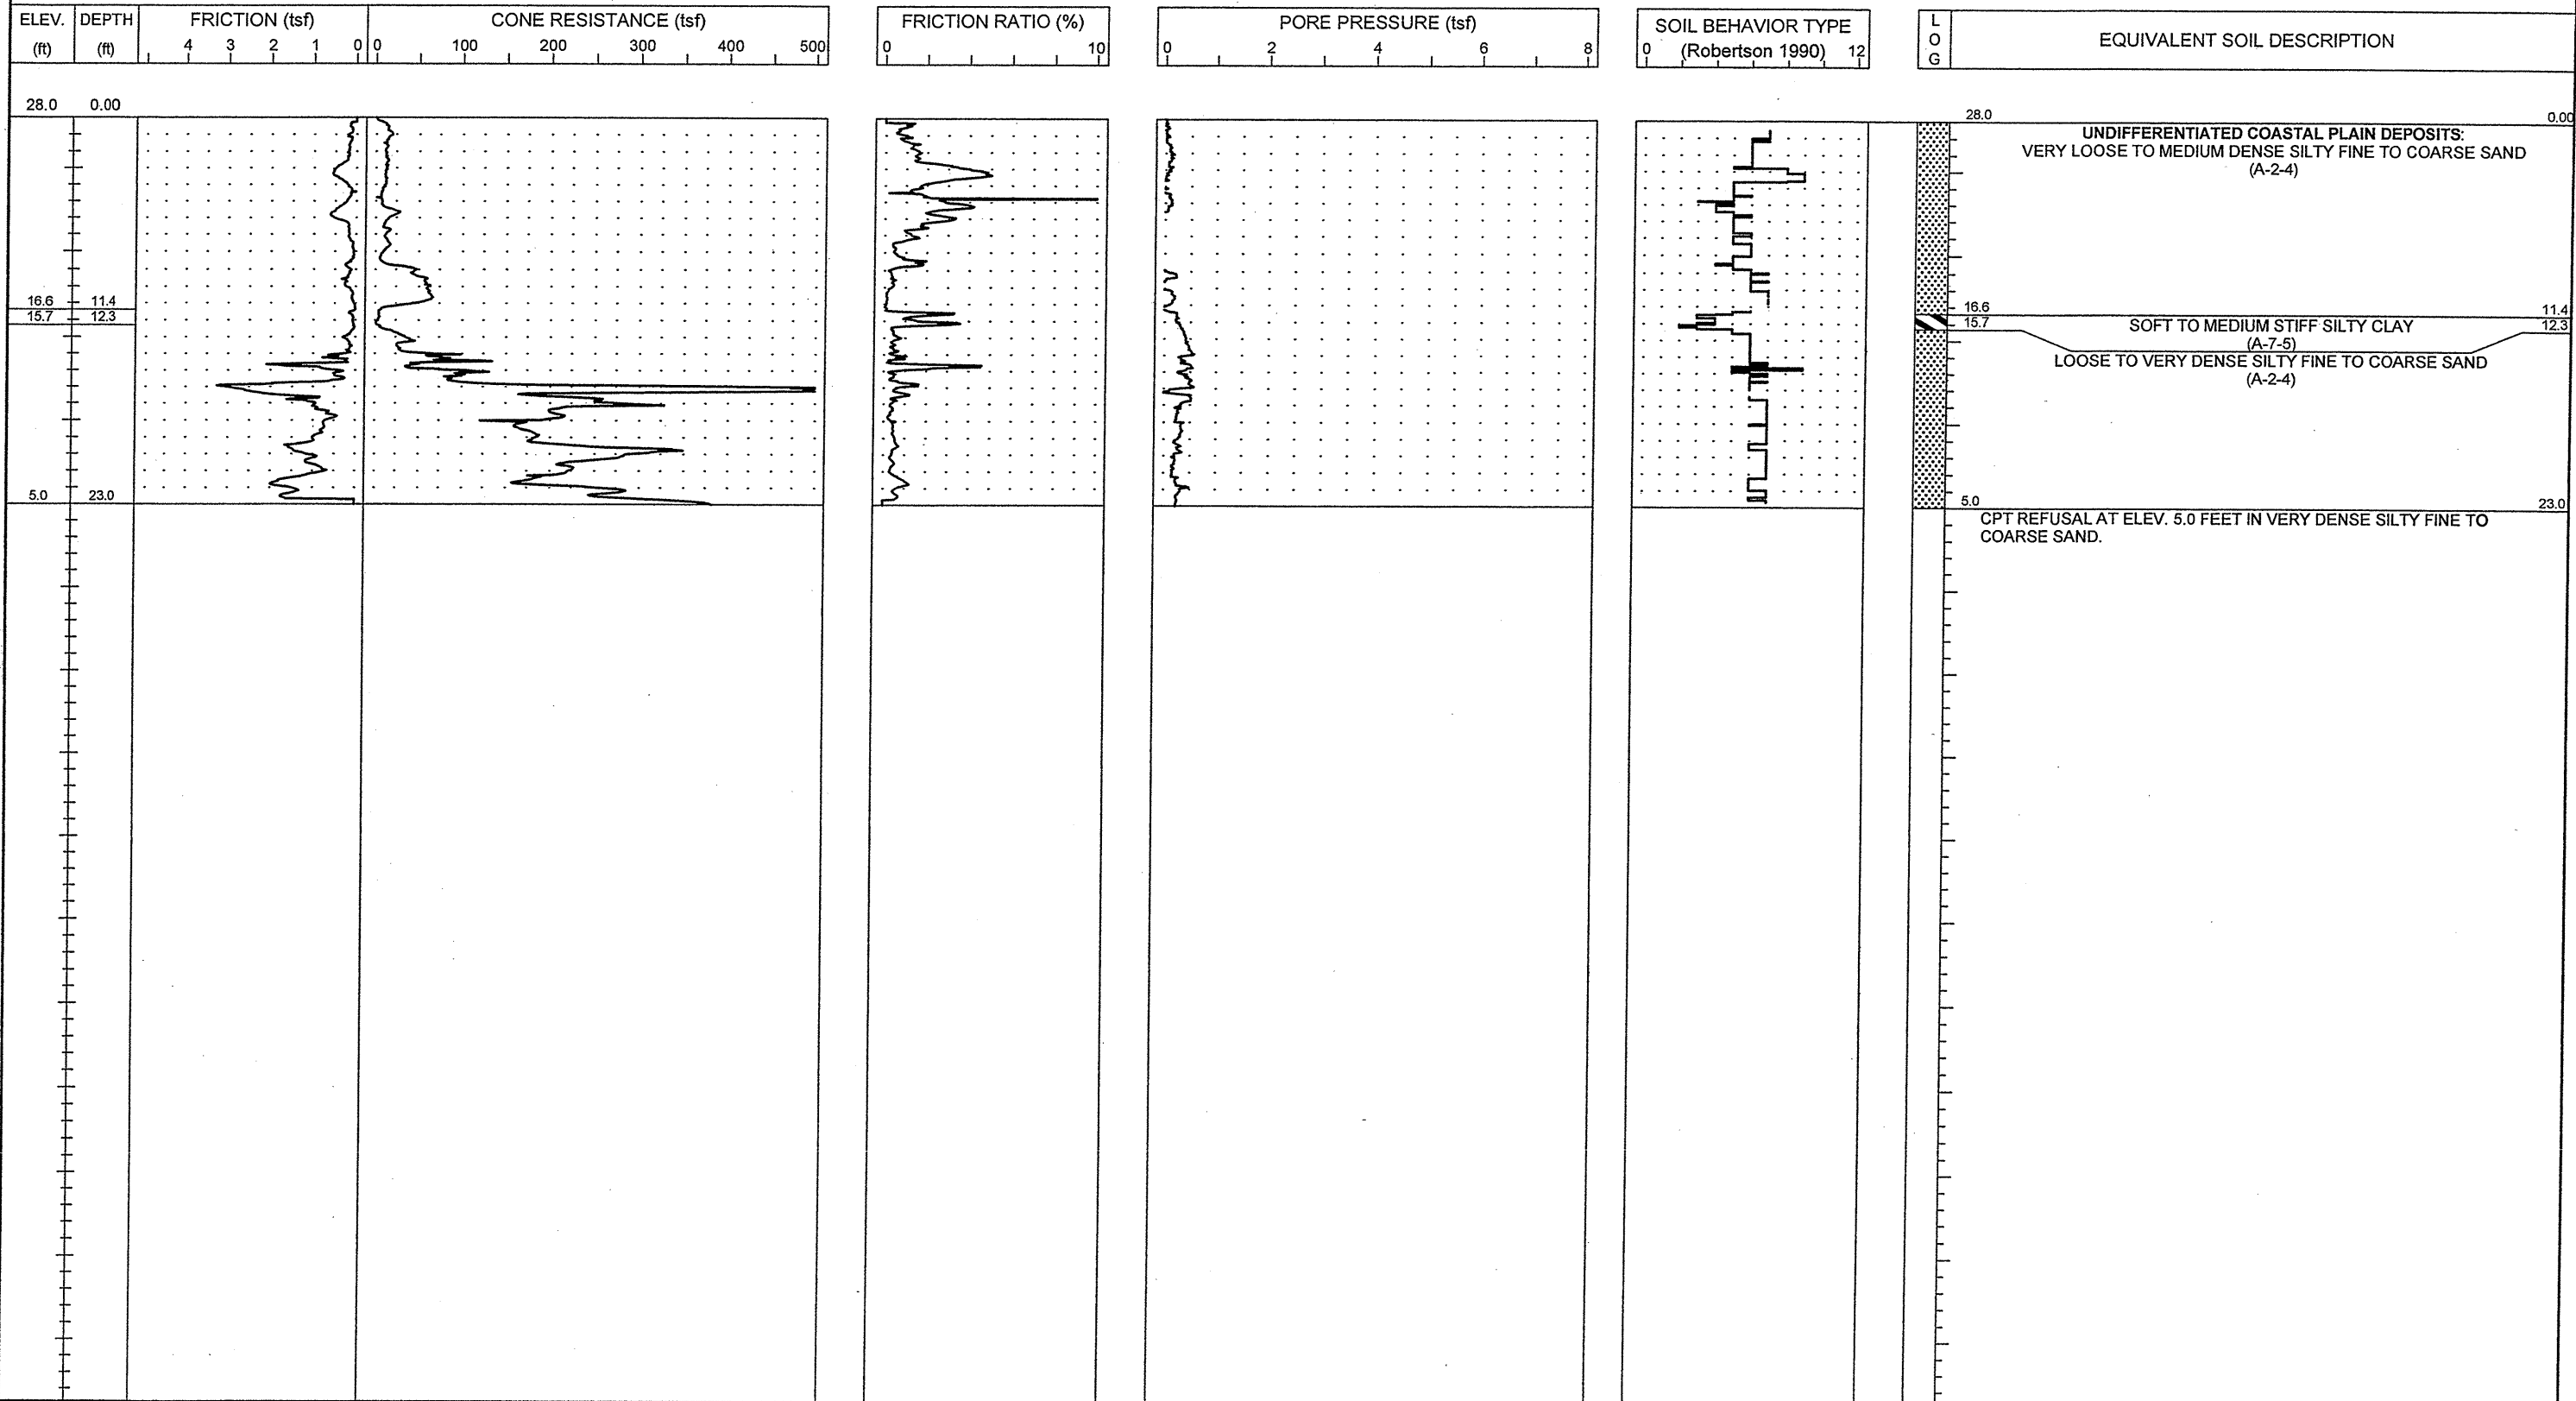 ELEV. DEPTH FRICTION (tsf) CONE RESISTANCE (tsf) FRICTION RATIO (%) PORE PRESSURE (tsf) SOIL BEHAVIOR TYPE LOG EQUIVALENT SOIL DESCRIPTION
(ft) (ft) 4 3 2 1 0 0 100 200 300 400 500 0 10 0 2 4 6 8 0 (Robertson 1990) 12
28.0 0.00
28.0 0.00
UNDIFFERENTIATED COASTAL PLAIN DEPOSITS:
VERY LOOSE TO MEDIUM DENSE SILTY FINE TO COARSE SAND
(A-2-4)
16.6 11.4 16.6 11.4
15.7 12.3 15.7 SOFT TO MEDIUM STIFF SILTY CLAY 12.3
(A-7-5)
LOOSE TO VERY DENSE SILTY FINE TO COARSE SAND
(A-2-4)
5.0 23.0 5.0 23.0
CPT REFUSAL AT ELEV. 5.0 FEET IN VERY DENSE SILTY FINE TO
COARSE SAND.